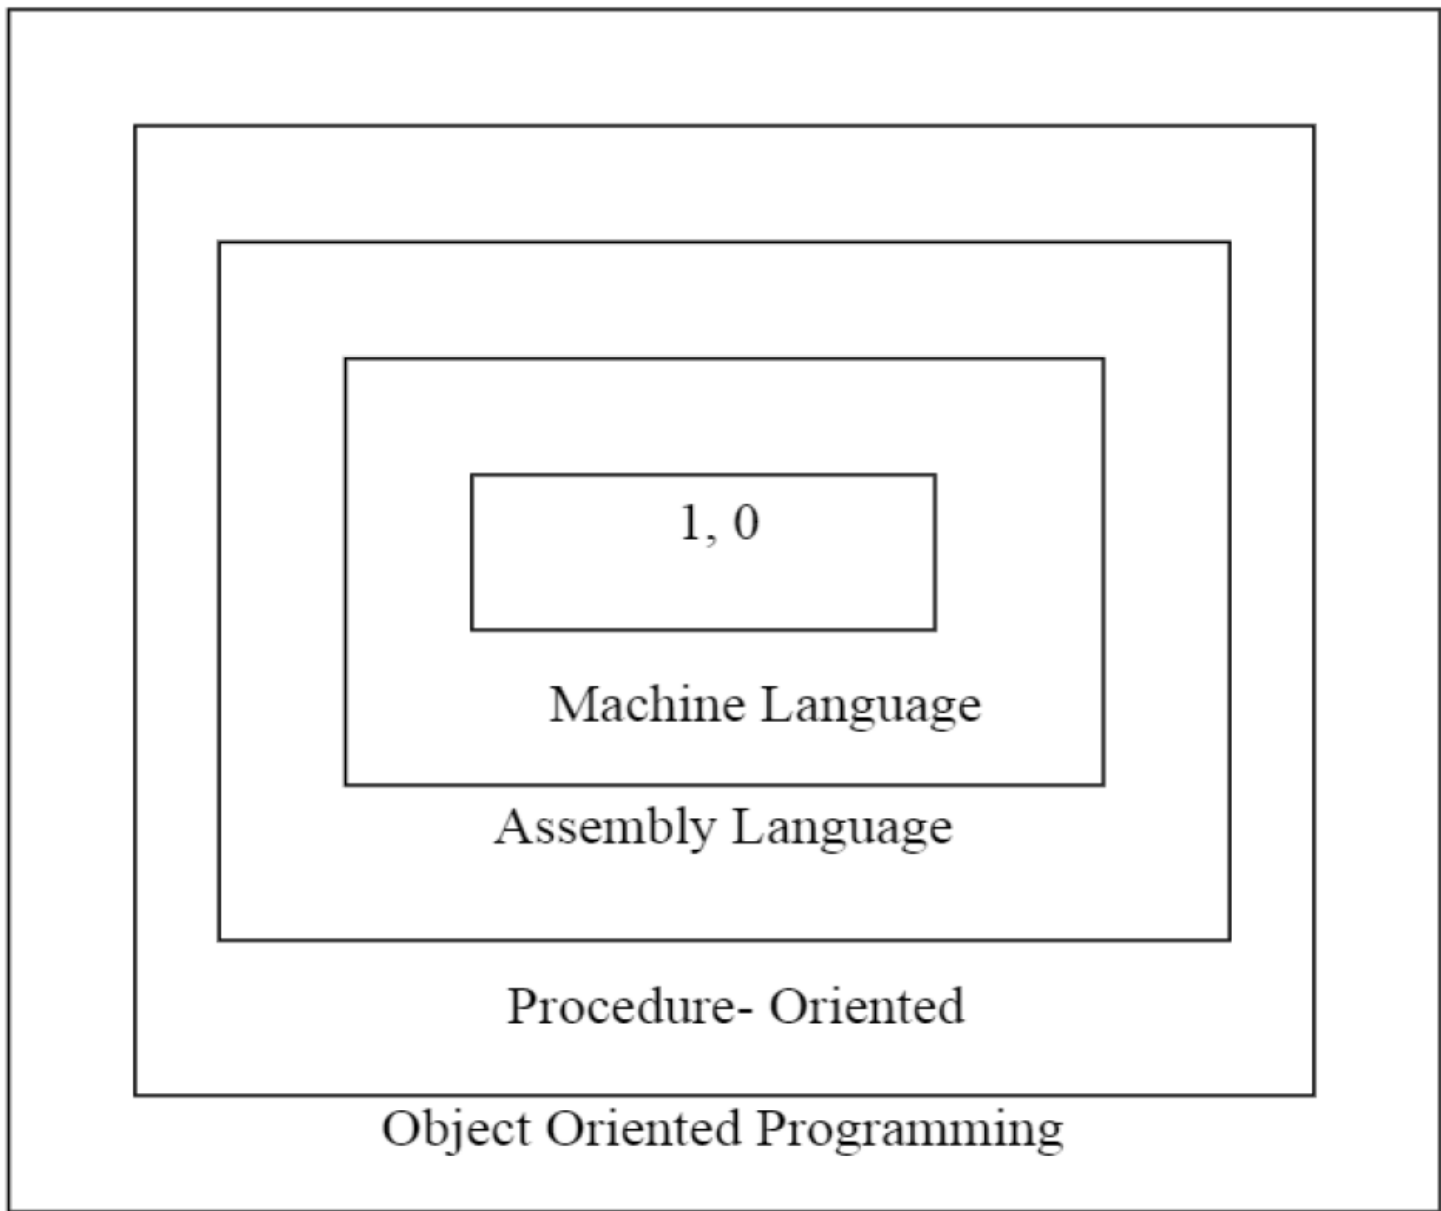 1, 0
Machine Language
Assembly Language
Procedure- Oriented
Object Oriented Programming